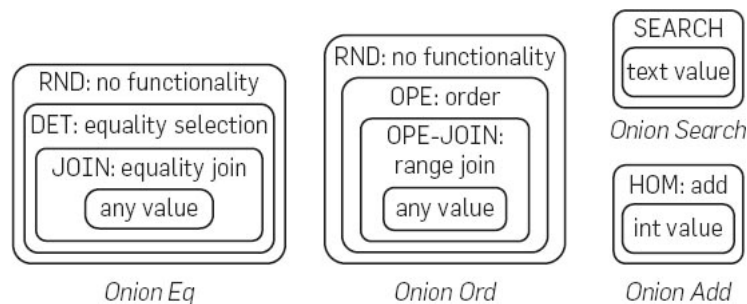 RND: no functionality
DET: equality selection
JOIN: equality join
any value
Onion Eq
RND: no functionality
OPE: order
OPE-JOIN:
range join
any value
Onion Ord
SEARCH
text value
Onion Search
HOM: add
int value
Onion Add